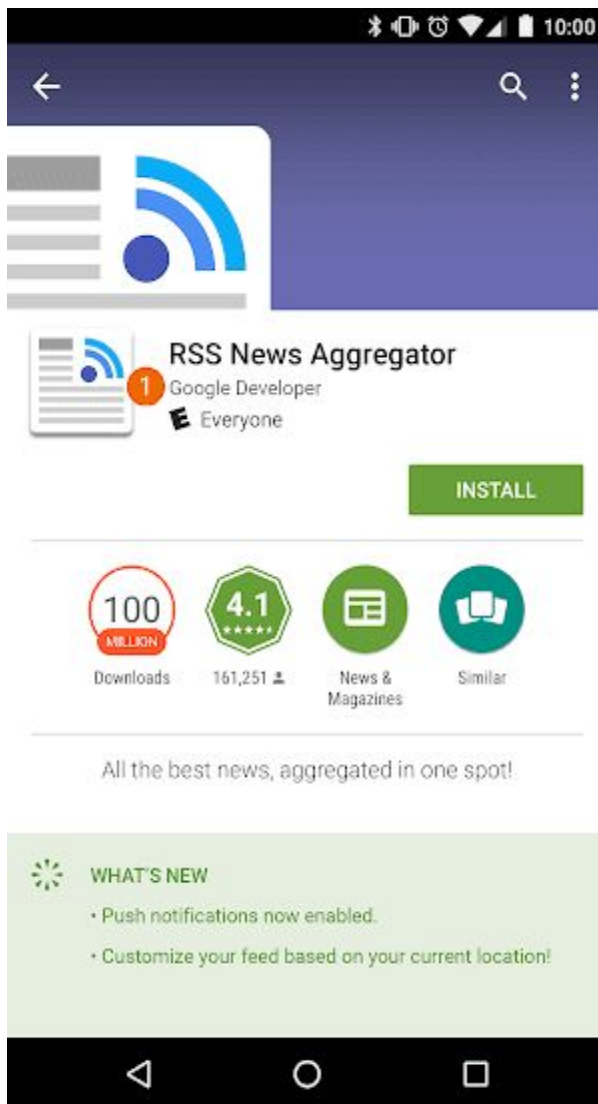 10:00
RSS News Aggregator
1
Google Developer
E Everyone
INSTALL
100
MILLION
Downloads
4.1
161,251
News &
Magazines
Similar
All the best news, aggregated in one spot!
WHAT'S NEW
• Push notifications now enabled.
• Customize your feed based on your current location!